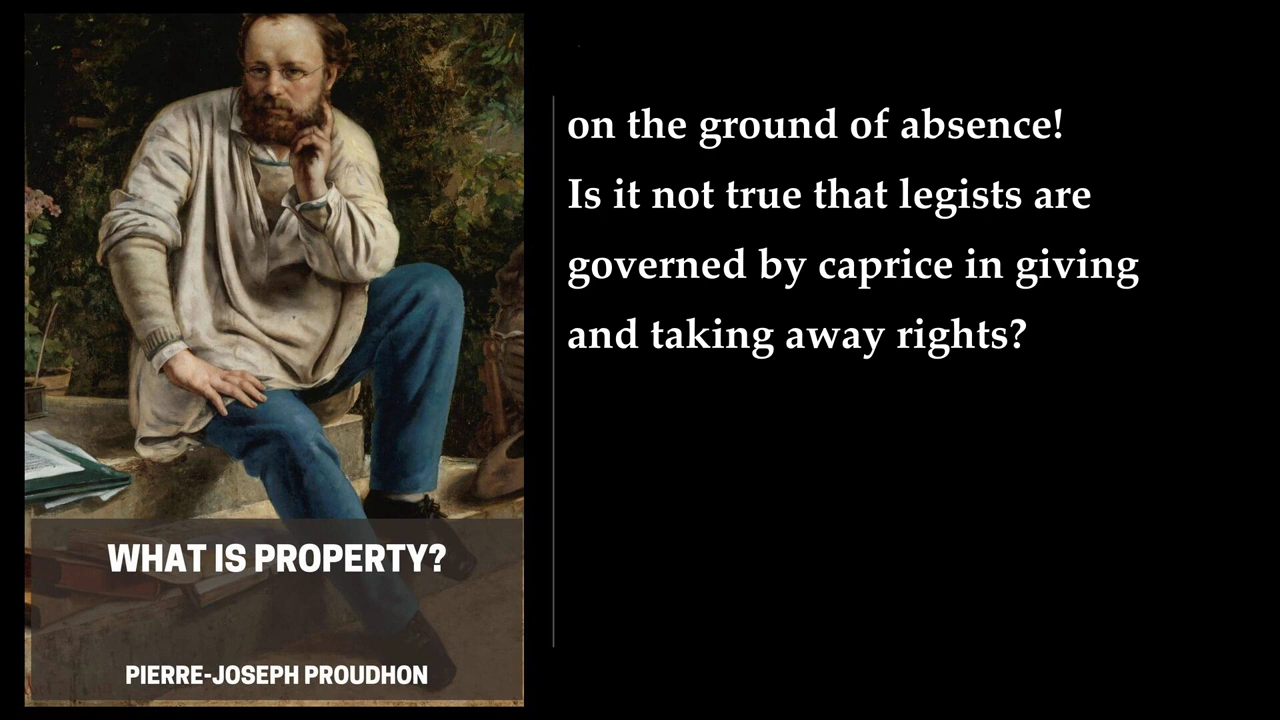 on the ground of absence!
Is it not true that legists are
governed by caprice in giving
and taking away rights?
WHAT IS PROPERTY?
PIERRE-JOSEPH PROUDHON